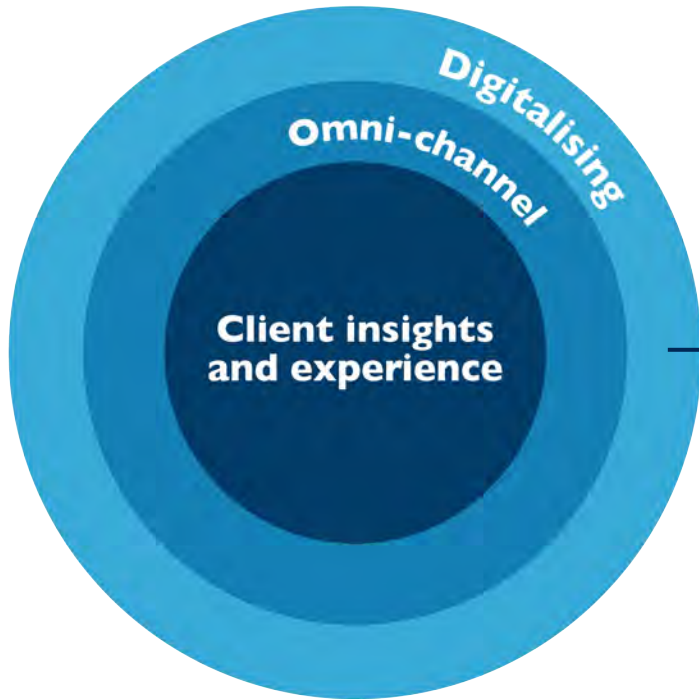 Digitalising
Omni-channel
Client insights
and experience